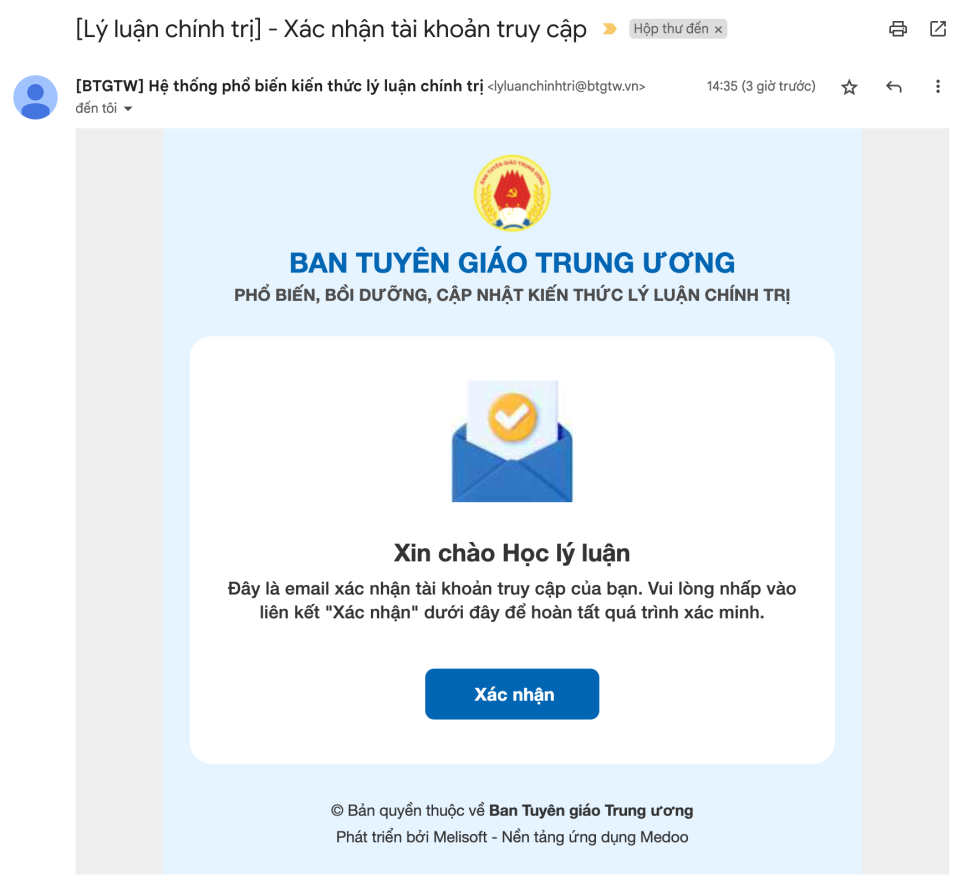 [Lý luận chính trị] - Xác nhận tài khoản truy cập
Hộp thư đến ×
[BTGTW] Hệ thống phổ biến kiến thức lý luận chính trị <lyluanchinhtri@btgtw.vn>
14:35 (3 giờ trước)
đến tôi
BAN TUYÊN GIÁO TRUNG ƯƠNG
BAN TUYÊN GIÁO TRUNG ƯƠNG
PHỔ BIẾN, BỒI DƯỠNG, CẬP NHẬT KIẾN THỨC LÝ LUẬN CHÍNH TRỊ
Xin chào Học lý luận
Đây là email xác nhận tài khoản truy cập của bạn. Vui lòng nhấp vào
liên kết "Xác nhận" dưới đây để hoàn tất quá trình xác minh.
Xác nhận
© Bản quyền thuộc về Ban Tuyên giáo Trung ương
Phát triển bởi Melisoft - Nền tảng ứng dụng Medoo